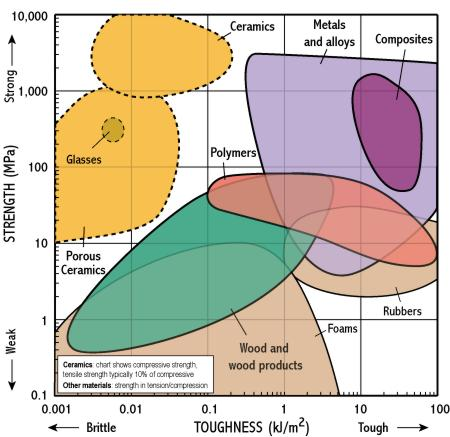 10,000
Ceramics
Metals
and alloys
Composites
Strong
1,000
Glasses
STRENGTH (MPa)
100
Polymers
10
Porous
Ceramics
Rubbers
1
Foams
Weak
Wood and
wood products
Ceramics: chart shows compressive strength,
tensile strength typically 10% of compressive
Other materials: strength in tension/compression
0.1
0.001 0.01 0.1 1 10 100
Brittle TOUGHNESS (kJ/m²) Tough